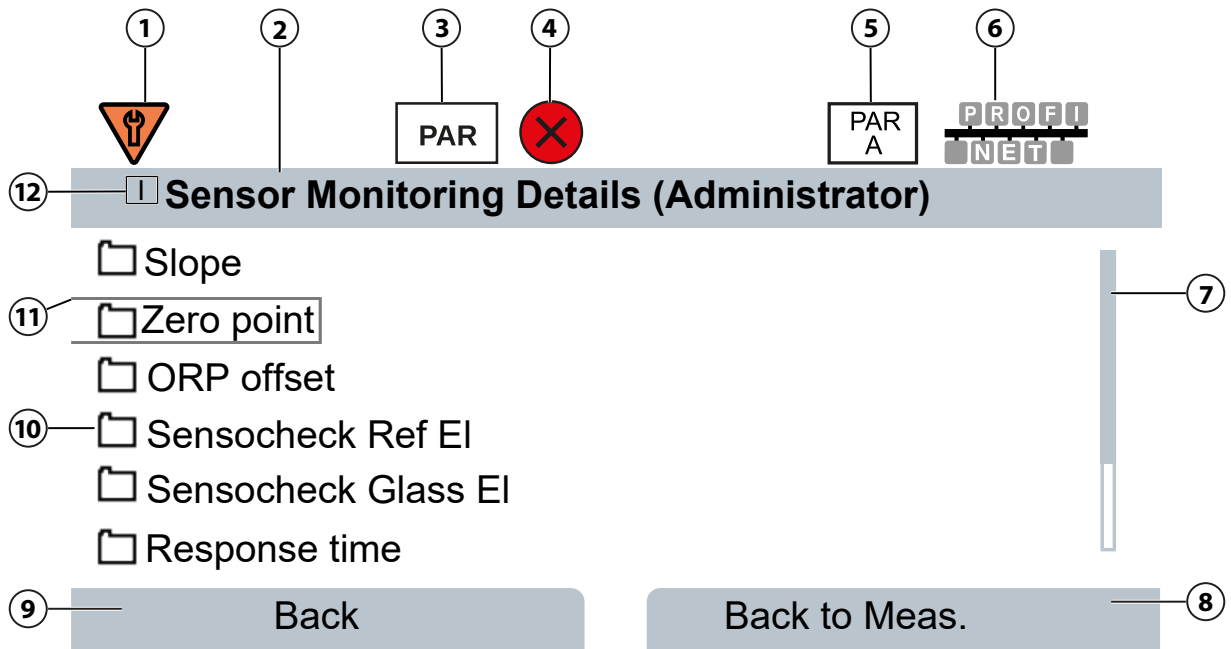 1 2 3 4 5 6
PAR
PAR
A
PROFI
NET
12 I Sensor Monitoring Details (Administrator)
Slope
7
11 Zero point
ORP offset
10 Sensocheck Ref El
Sensocheck Glass El
Response time
9 Back Back to Meas. 8